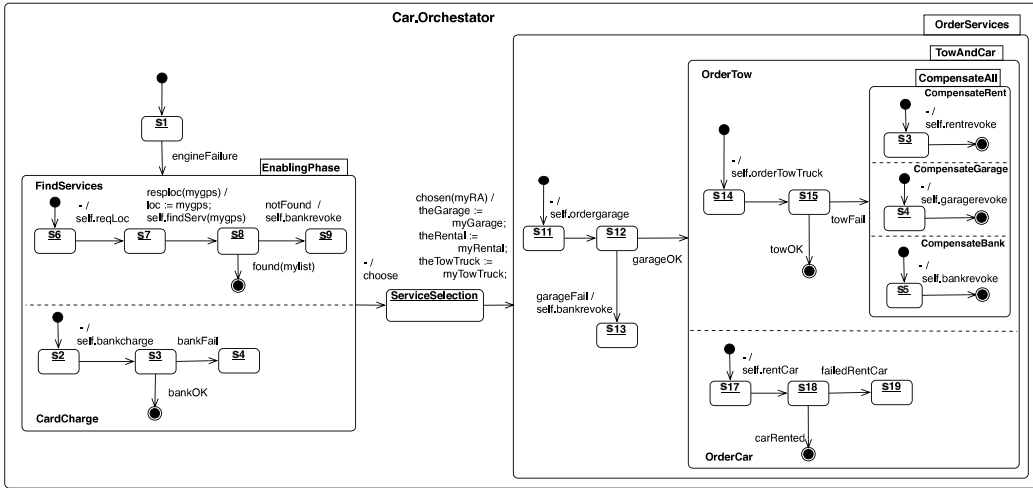 Car.Orchestator
OrderServices
TowAndCar
OrderTow
CompensateAll
CompensateRent
- /
self.rentrevoke
S3
CompensateGarage
- /
self.garagerevoke
S4
CompensateBank
- /
self.bankrevoke
S5
S1
engineFailure
EnablingPhase
FindServices
- /
self.reqLoc
resploc(mygps) /
loc := mygps;
self.findServ(mygps)
notFound /
self.bankrevoke
S6
S7
S8
S9
found(mylist)
- /
self.bankcharge
bankFail
S2
S3
S4
bankOK
CardCharge
- /
choose
ServiceSelection
chosen(myRA) /
theGarage :=
myGarage;
theRental :=
myRental;
theTowTruck :=
myTowTruck;
- /
self.ordergarage
S11
S12
garageOK
garageFail /
self.bankrevoke
S13
- /
self.orderTowTruck
S14
S15
towFail
towOK
- /
self.rentCar
failedRentCar
S17
S18
S19
carRented
OrderCar